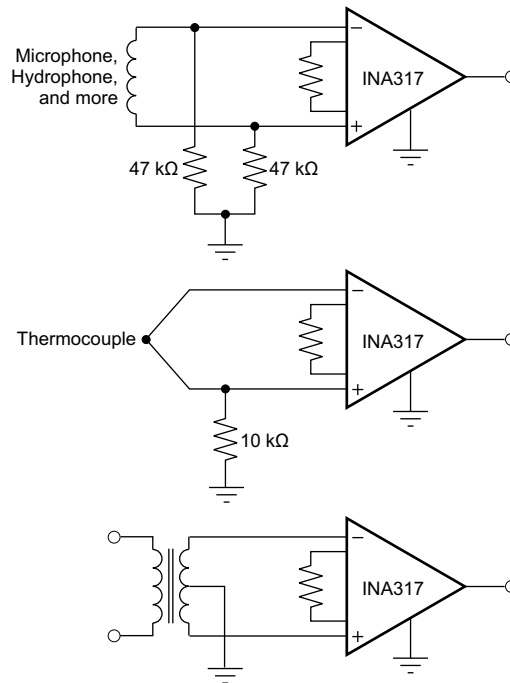 Microphone,
Hydrophone,
and more
−
INA317
+
47 kΩ 47 kΩ
−
Thermocouple
INA317
+
10 kΩ
−
INA317
+